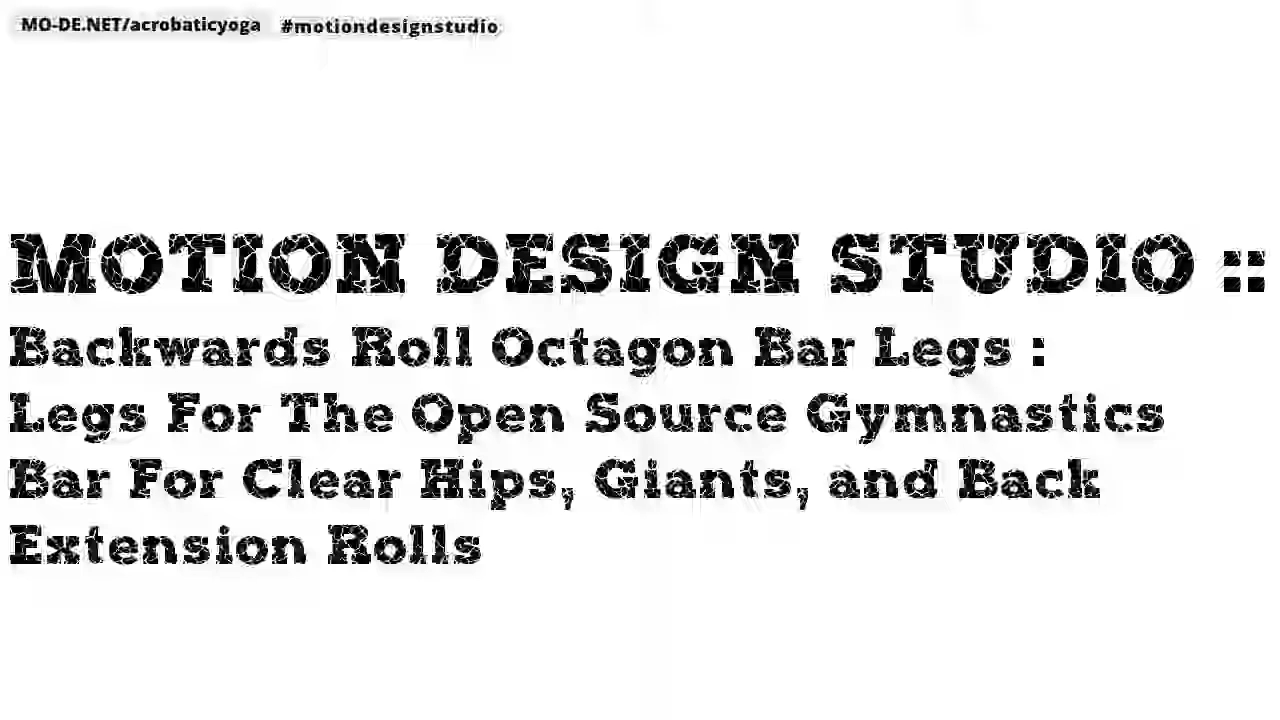 MO-DE.NET/acrobaticyoga #motiondesignstudio
MOTION DESIGN STUDIO ::
Backwards Roll Octagon Bar Legs :
Legs For The Open Source Gymnastics
Bar For Clear Hips, Giants, and Back
Extension Rolls